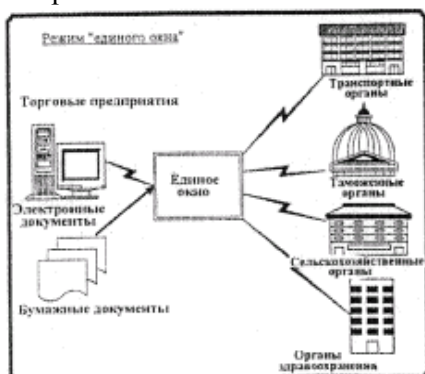 Режим "единого окна"
Торговые предприятия
Электронные
документы
Бумажные документы
Единое
окно
Транспортные
органы
Таможенные
органы
Сельскохозяйственные
органы
Органы
здравоохранения